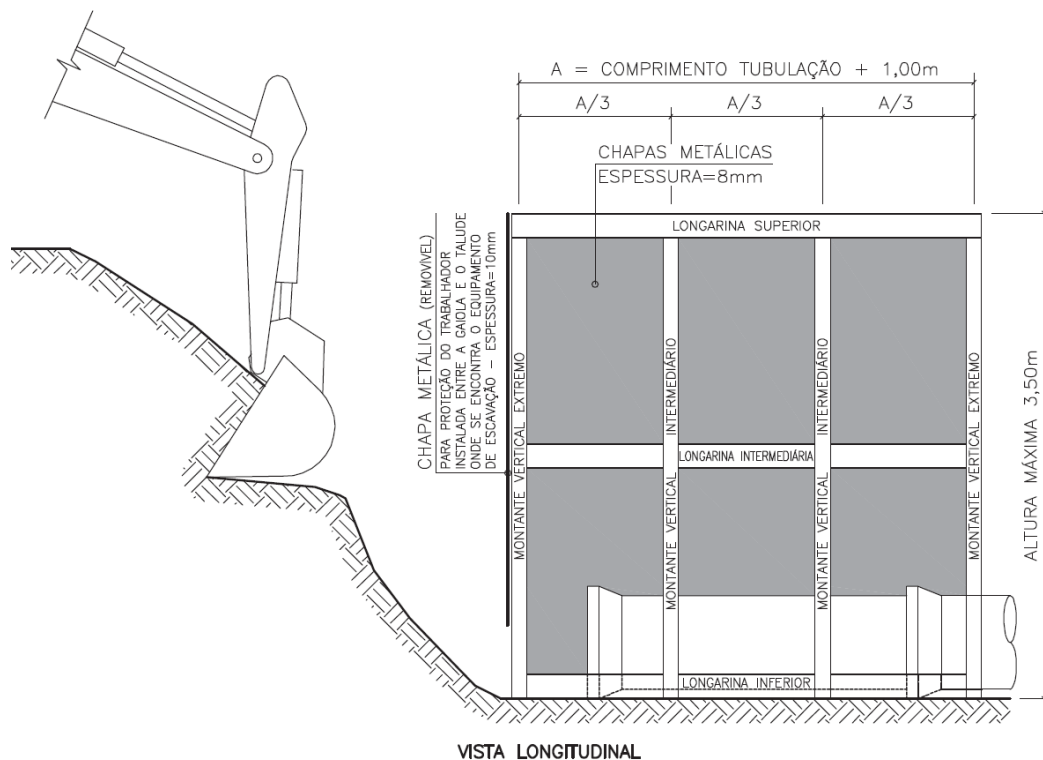 A = COMPRIMENTO TUBULAÇÃO + 1,00m
A/3
A/3
A/3
CHAPAS METÁLICAS
ESPESSURA=8mm
LONGARINA SUPERIOR
CHAPA METÁLICA (REMOVÍVEL)
PARA PROTEÇÃO DO TRABALHADOR
INSTALADA ENTRE A GAIOLA E O TALUDE
ONDE SE ENCONTRA O EQUIPAMENTO
DE ESCAVAÇÃO - ESPESSURA=10mm
MONTANTE VERTICAL EXTREMO
MONTANTE VERTICAL INTERMEDIÁRIO
MONTANTE VERTICAL INTERMEDIÁRIO
MONTANTE VERTICAL EXTREMO
LONGARINA INTERMEDIÁRIA
LONGARINA INFERIOR
ALTURA MÁXIMA 3,50m
VISTA LONGITUDINAL